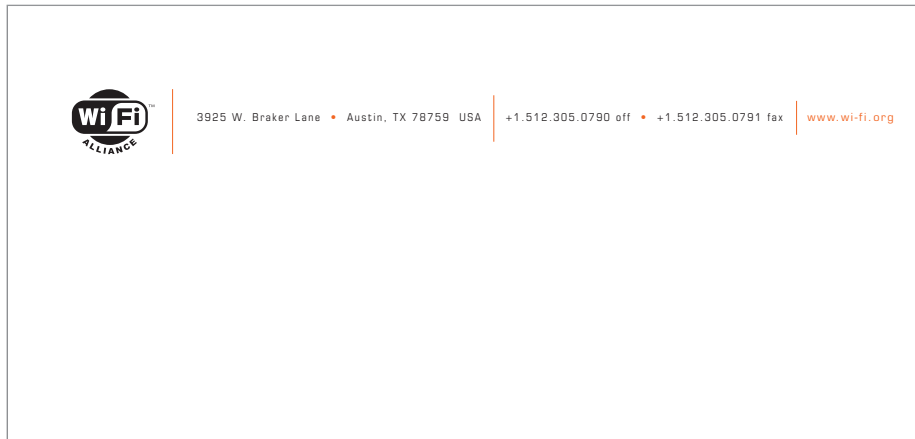 Wi Fi™
ALLIANCE
3925 W. Braker Lane • Austin, TX 78759 USA
+1.512.305.0790 off • +1.512.305.0791 fax
www.wi-fi.org